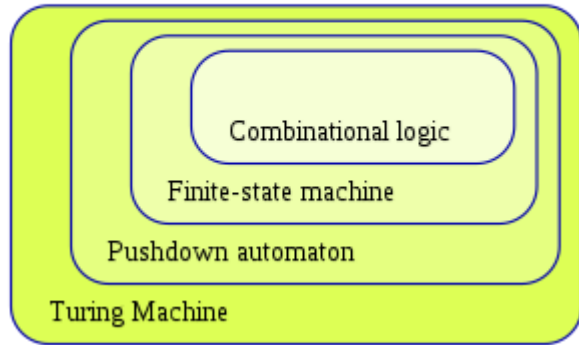 Combinational logic
Finite-state machine
Pushdown automaton
Turing Machine